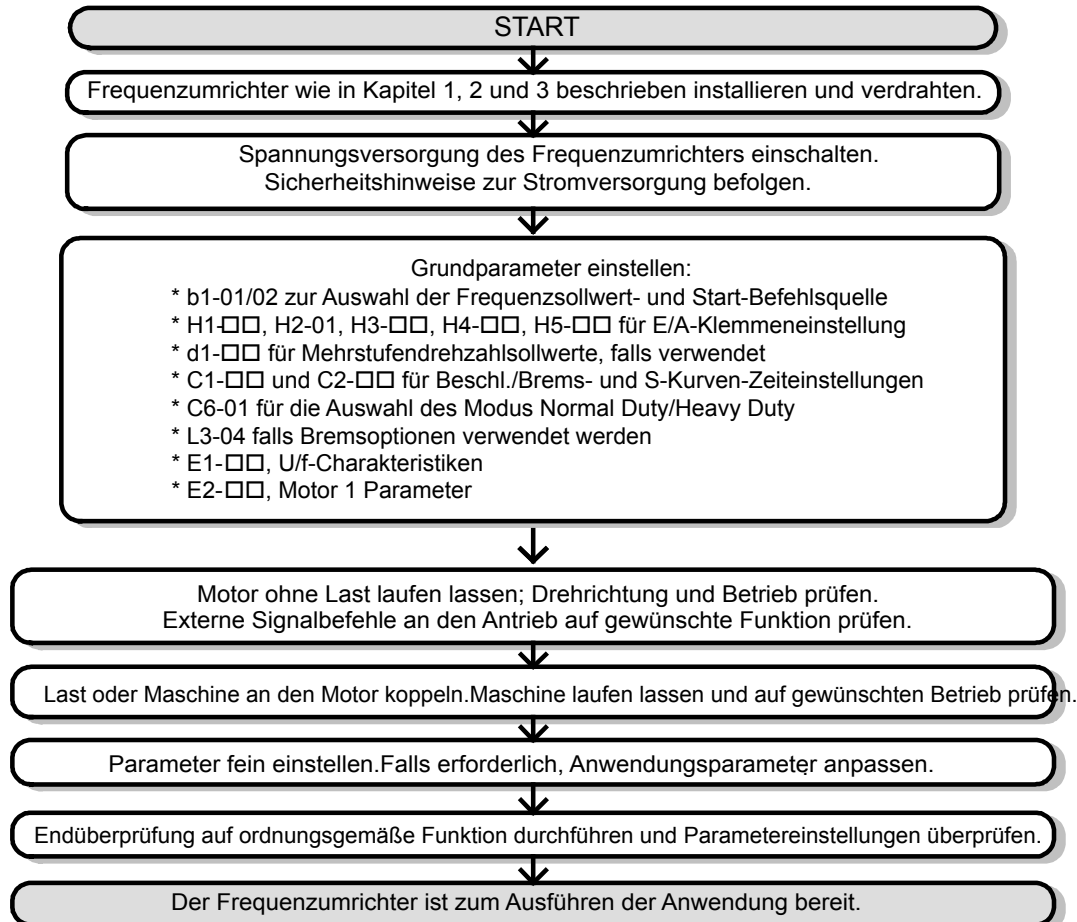 START
Frequenzumrichter wie in Kapitel 1, 2 und 3 beschrieben installieren und verdrahten.
Spannungsversorgung des Frequenzumrichters einschalten.
Sicherheitshinweise zur Stromversorgung befolgen.
Grundparameter einstellen:
* b1-01/02 zur Auswahl der Frequenzsollwert- und Start-Befehlsquelle
* H1-□□, H2-01, H3-□□, H4-□□, H5-□□ für E/A-Klemmeneinstellung
* d1-□□ für Mehrstufendrehzahlsollwerte, falls verwendet
* C1-□□ und C2-□□ für Beschl./Brems- und S-Kurven-Zeiteinstellungen
* C6-01 für die Auswahl des Modus Normal Duty/Heavy Duty
* L3-04 falls Bremsoptionen verwendet werden
* E1-□□, U/f-Charakteristiken
* E2-□□, Motor 1 Parameter
Motor ohne Last laufen lassen; Drehrichtung und Betrieb prüfen.
Externe Signalbefehle an den Antrieb auf gewünschte Funktion prüfen.
Last oder Maschine an den Motor koppeln.Maschine laufen lassen und auf gewünschten Betrieb prüfen.
Parameter fein einstellen.Falls erforderlich, Anwendungsparameter anpassen.
Endüberprüfung auf ordnungsgemäße Funktion durchführen und Parametereinstellungen überprüfen.
Der Frequenzumrichter ist zum Ausführen der Anwendung bereit.